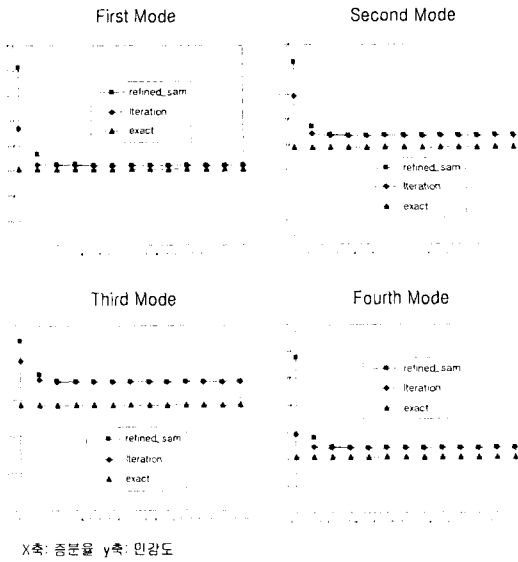 First Mode
Second Mode
refined_sam
Iteration
exact
refined_sam
Iteration
exact
Third Mode
Fourth Mode
refined_sam
Iteration
exact
refined_sam
Iteration
exact
X축: 증분율 y축: 민감도